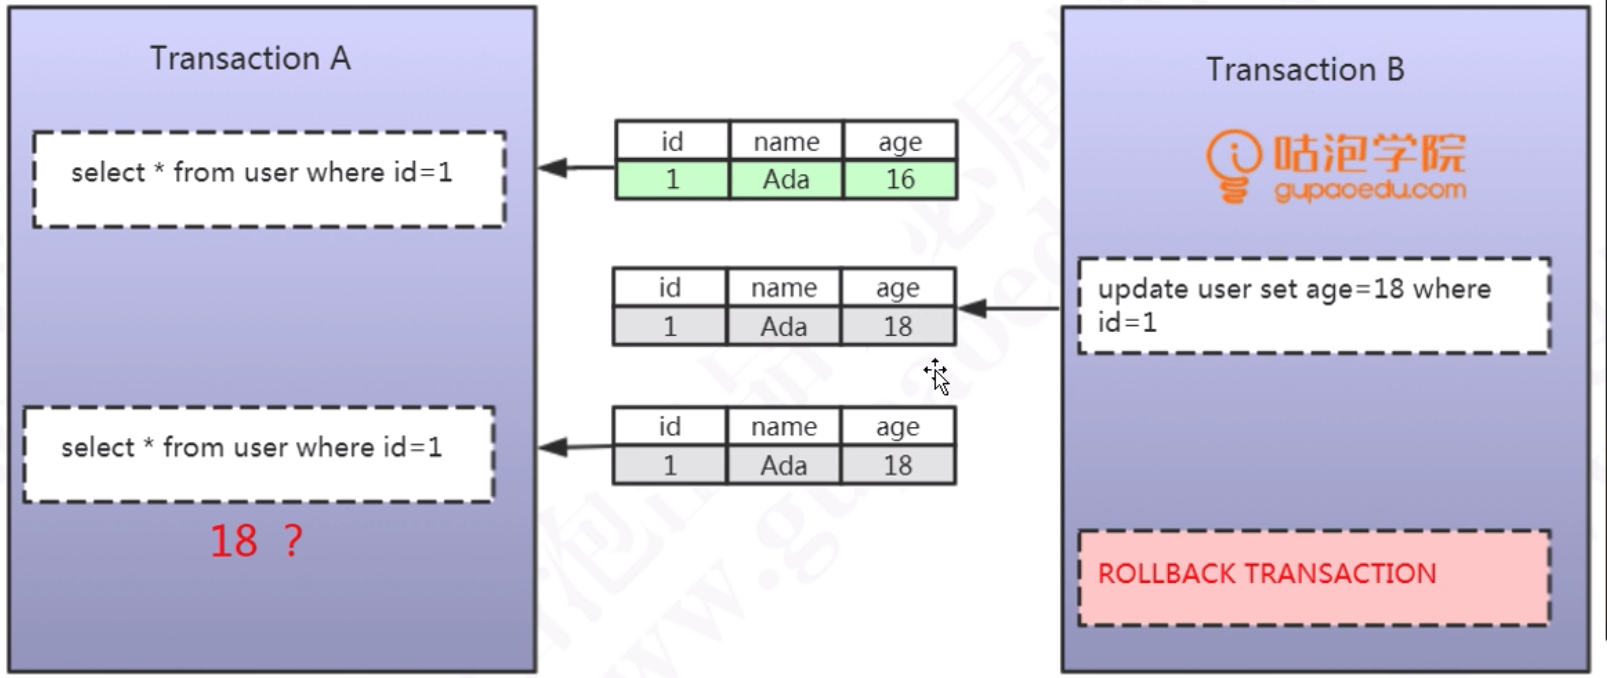 Transaction A
select * from user where id=1
18 ?
id name age
1 Ada 16
id name age
1 Ada 18
id name age
1 Ada 18
Transaction B
咕泡学院
gupaoedu.com
update user set age=18 where
id=1
select * from user where id=1
ROLLBACK TRANSACTION